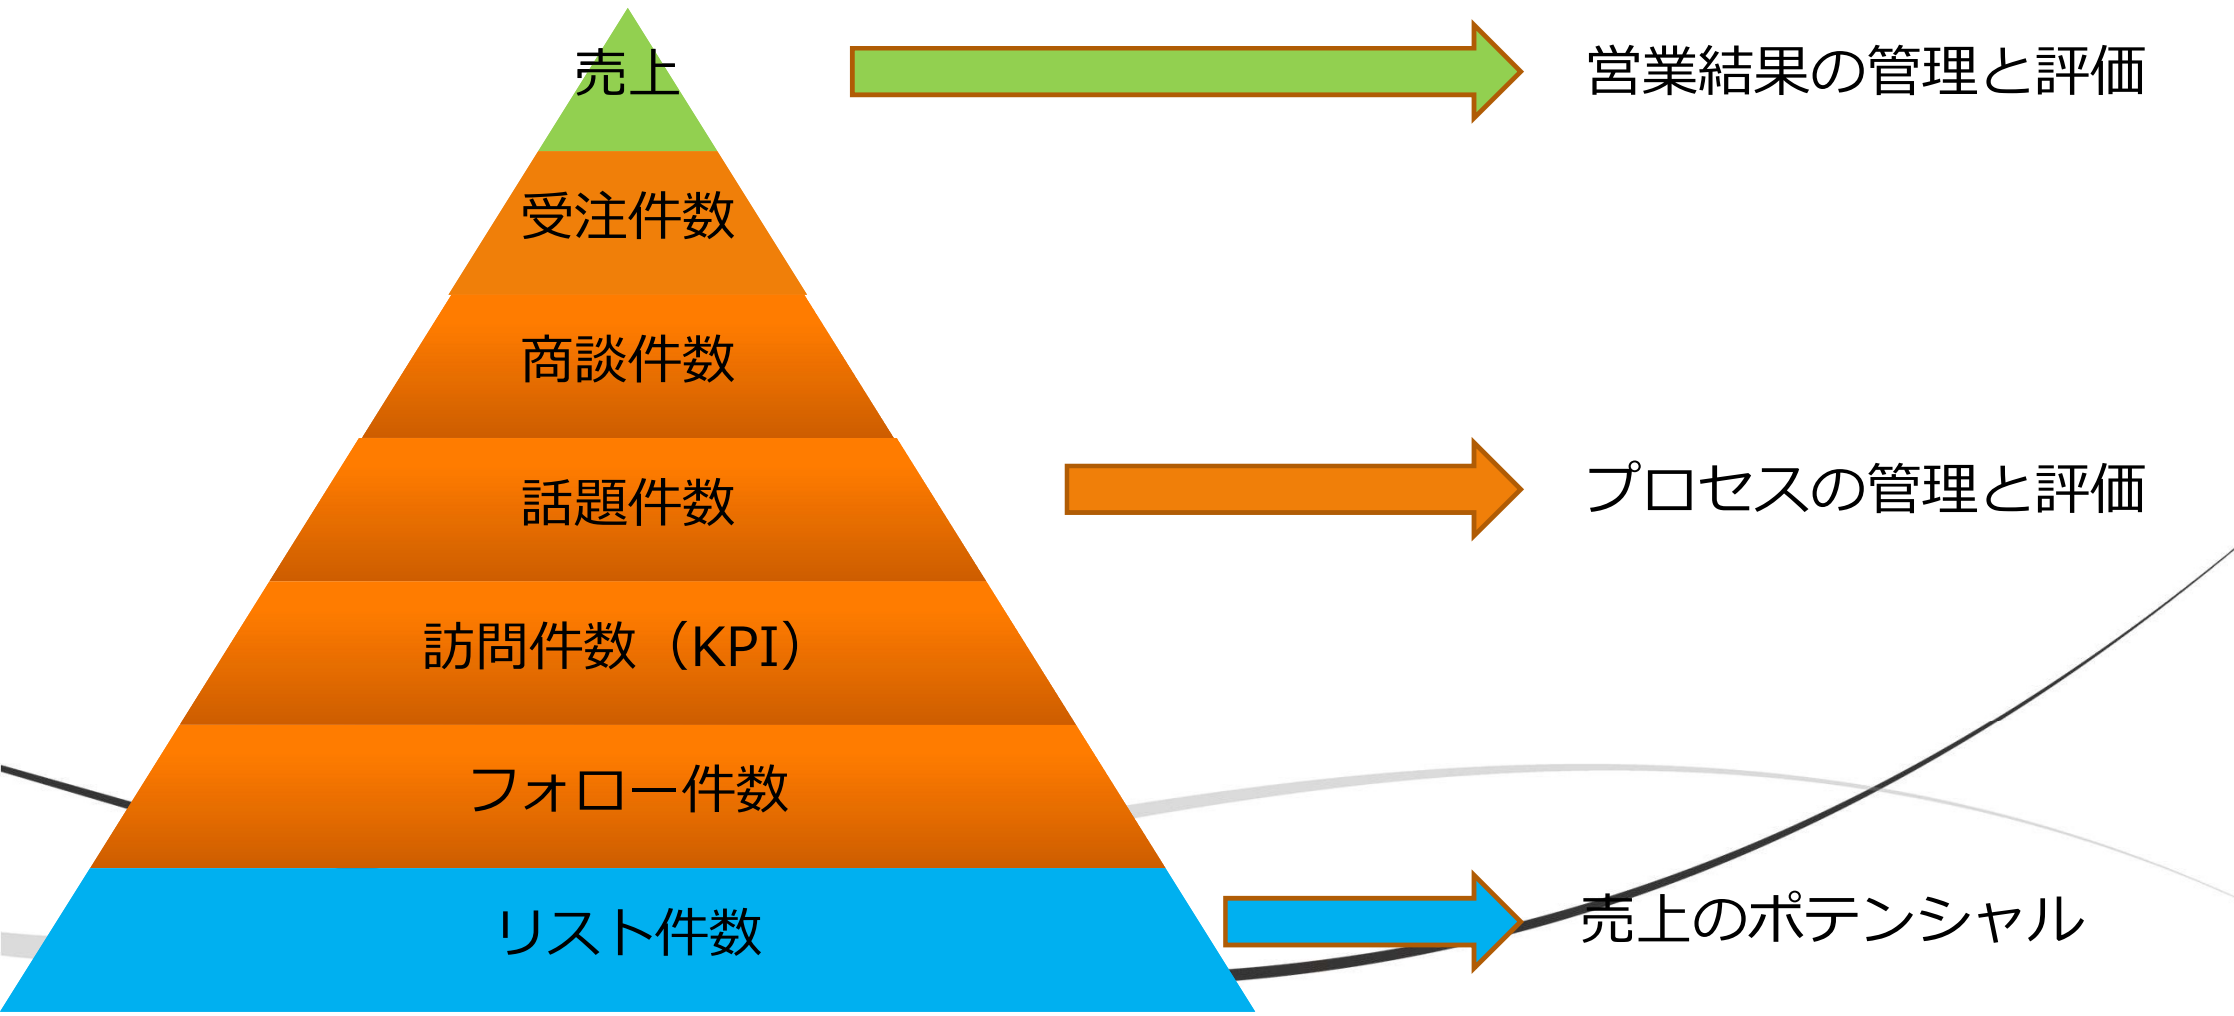 売上
営業結果の管理と評価
受注件数
商談件数
話題件数
プロセスの管理と評価
訪問件数（KPI）
フォロー件数
リスト件数
売上のポテンシャル